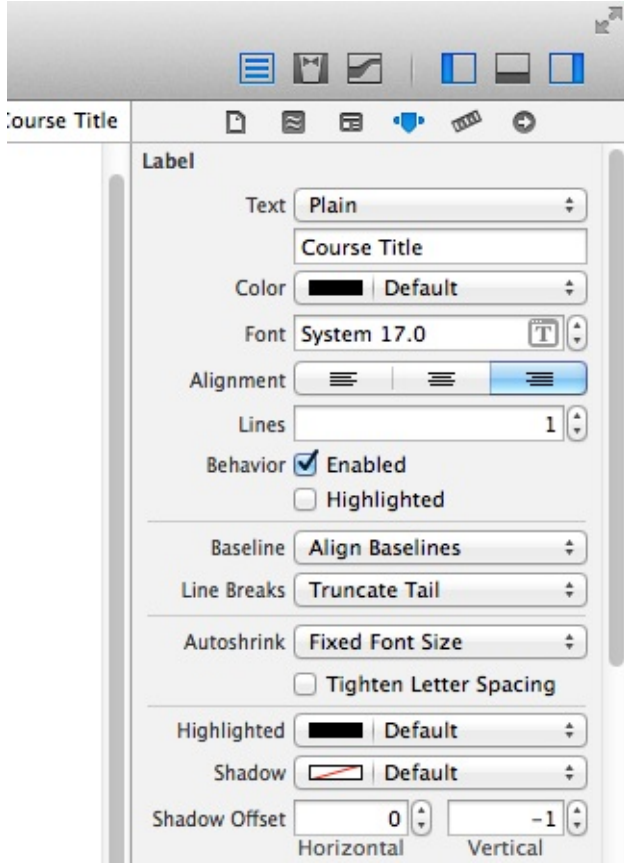 Course Title
Label
Text Plain
Course Title
Color Default
Font System 17.0 T
Alignment
Lines 1
Behavior Enabled
Highlighted
Baseline Align Baselines
Line Breaks Truncate Tail
Autoshrink Fixed Font Size
Tighten Letter Spacing
Highlighted Default
Shadow Default
Shadow Offset 0 -1
Horizontal Vertical